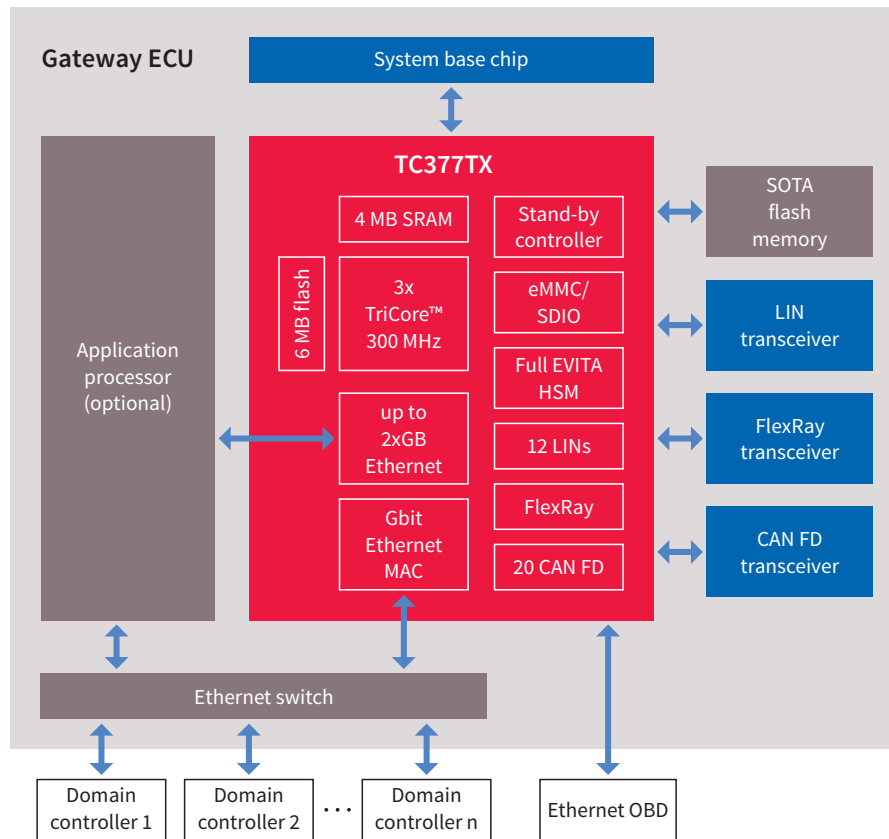 Gateway ECU
System base chip
TC377TX
4 MB SRAM
6 MB flash
3x
TriCore™
300 MHz
up to
2xGB
Ethernet
Gbit
Ethernet
MAC
Stand-by
controller
eMMC/
SDIO
Full EVITA
HSM
12 LINs
FlexRay
20 CAN FD
Application
processor
(optional)
SOTA
flash
memory
LIN
transceiver
FlexRay
transceiver
CAN FD
transceiver
Ethernet switch
Domain
controller 1
Domain
controller 2
...
Domain
controller n
Ethernet OBD